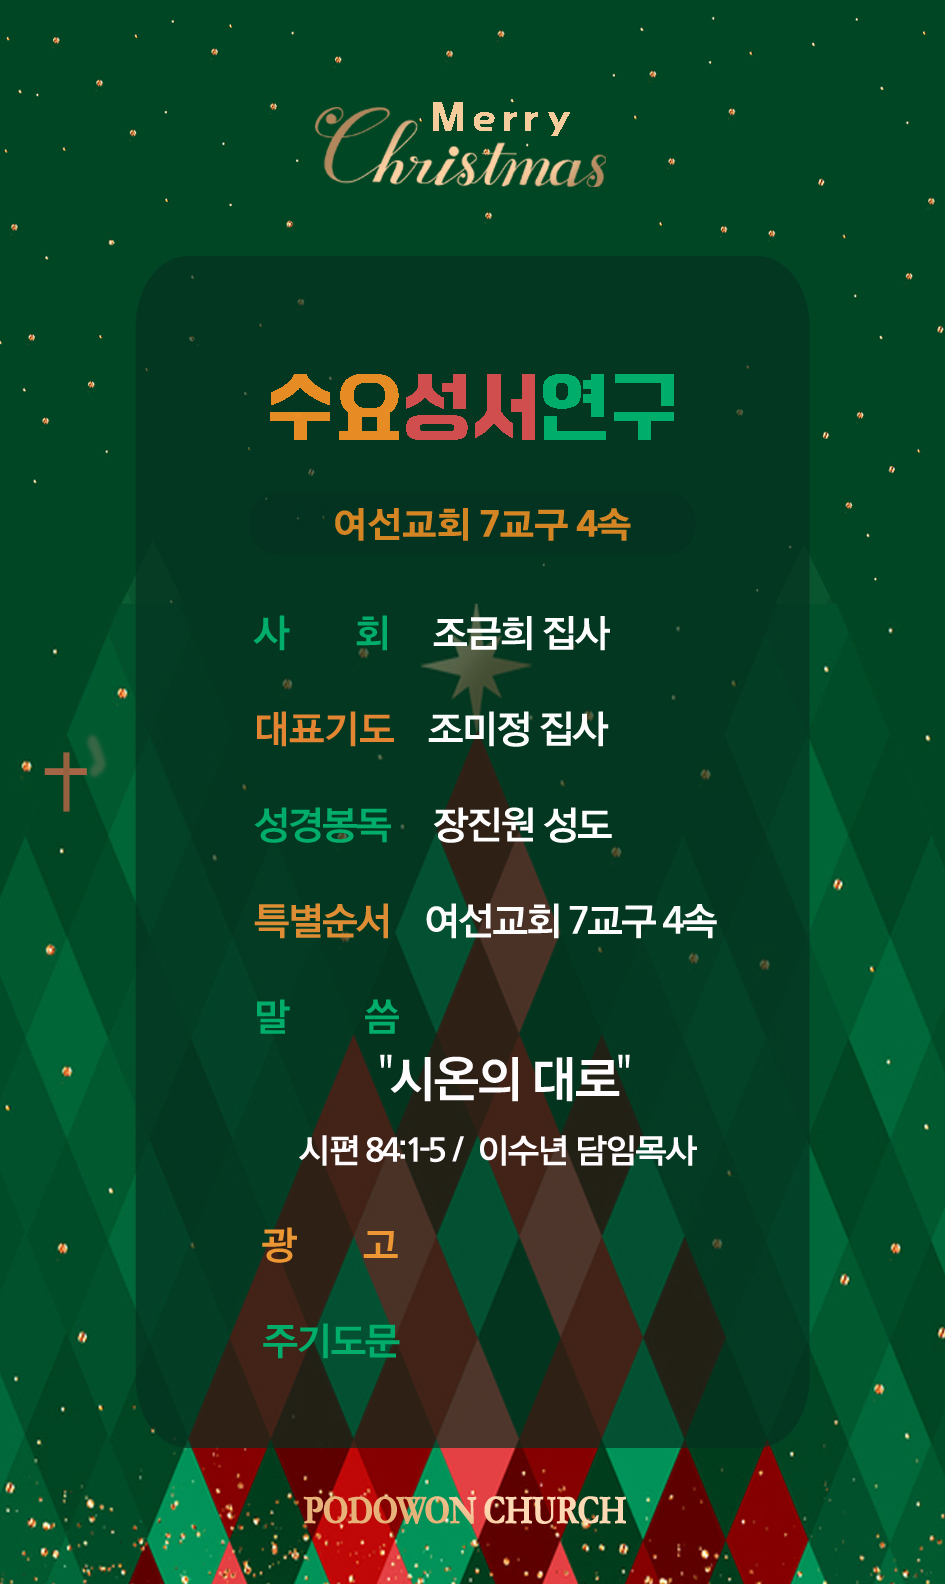 Merry
Christmas
수요성서연구
여선교회 7교구 4속
사 회 조금희 집사
대표기도 조미정 집사
성경봉독 장진원 성도
특별순서 여선교회 7교구 4속
말 씀
"시온의 대로"
시편 84:1-5 / 이수년 담임목사
광 고
주기도문
PODOWON CHURCH